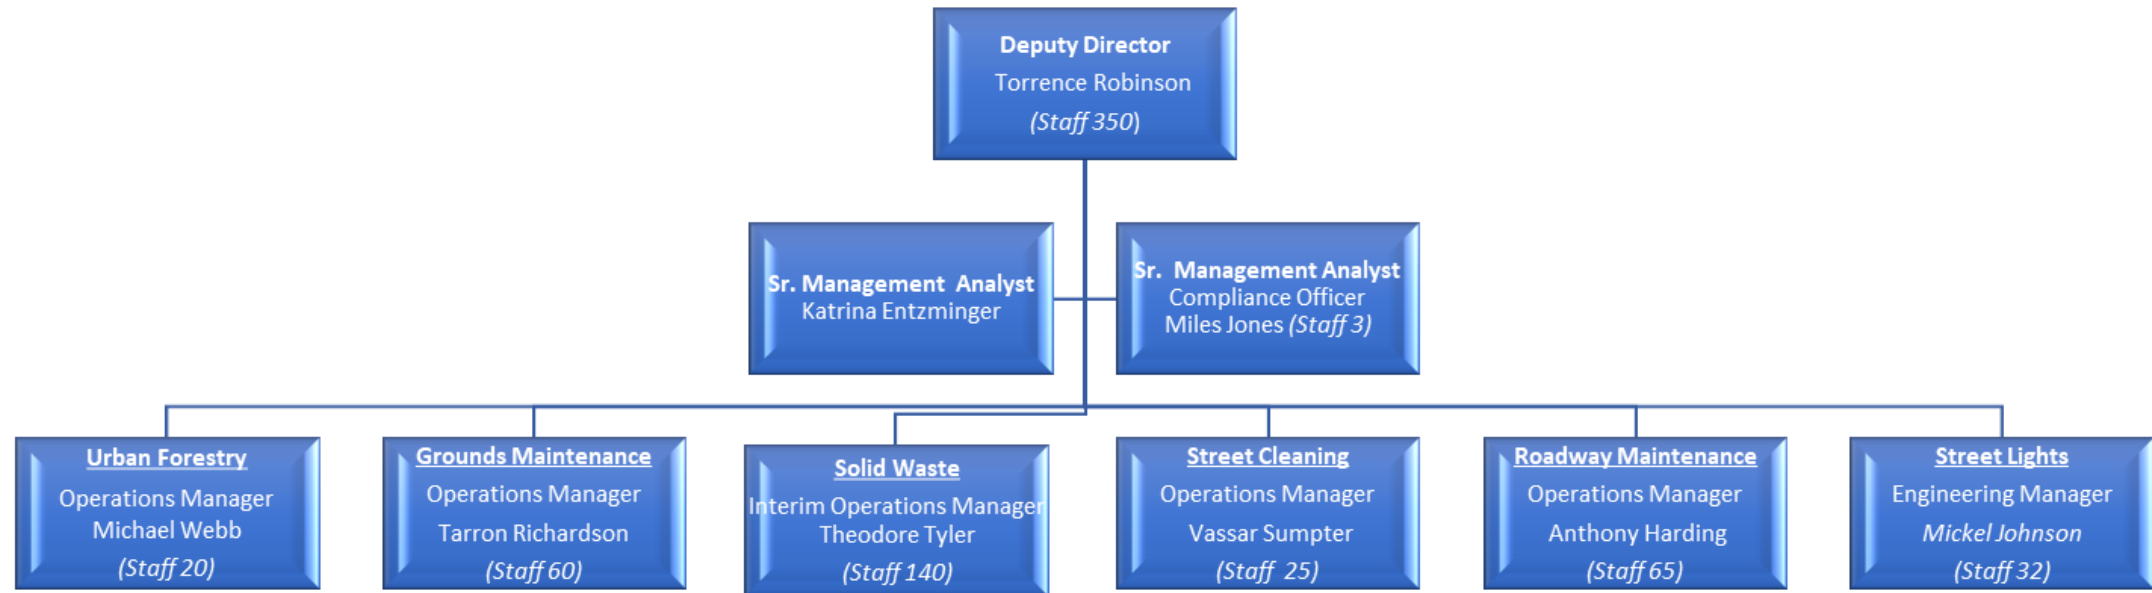 Deputy Director
Torrence Robinson
(Staff 350)
Sr. Management Analyst
Katrina Entzminger
Sr. Management Analyst
Compliance Officer
Miles Jones (Staff 3)
Urban Forestry
Operations Manager
Michael Webb
(Staff 20)
Grounds Maintenance
Operations Manager
Tarron Richardson
(Staff 60)
Solid Waste
Interim Operations Manager
Theodore Tyler
(Staff 140)
Street Cleaning
Operations Manager
Vassar Sumpter
(Staff 25)
Roadway Maintenance
Operations Manager
Anthony Harding
(Staff 65)
Street Lights
Engineering Manager
Mickel Johnson
(Staff 32)